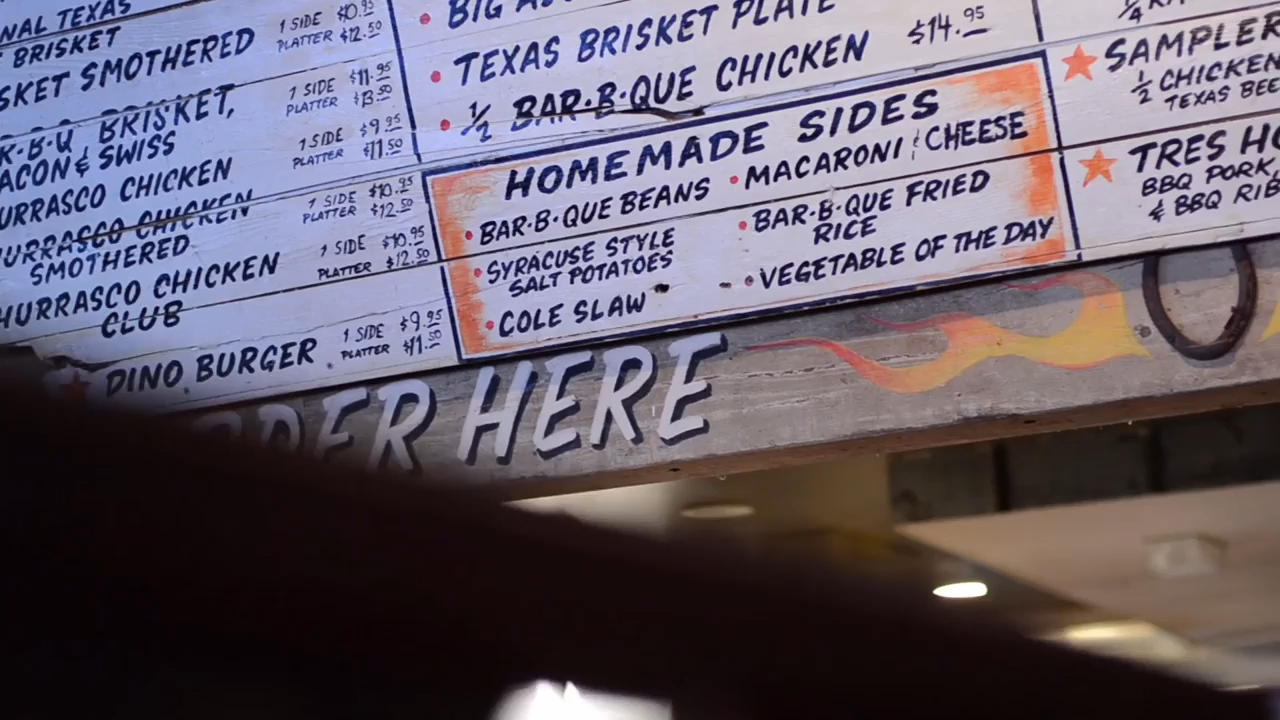 NAL TEXAS
BRISKET
1 SIDE $10.95
PLATTER $12.50
SKET SMOTHERED
R-B-Q BRISKET,
ACON & SWISS
1 SIDE $11.95
PLATTER $13.50
URRASCO CHICKEN
1 SIDE $9.95
PLATTER $11.50
HURRASCO CHICKEN
SMOTHERED
1 SIDE $10.95
PLATTER $12.50
HURRASCO CHICKEN
CLUB
1 SIDE $10.95
PLATTER $12.50
DINO BURGER
1 SIDE $9.95
PLATTER $11.50
BIG
• TEXAS BRISKET PLATE
• 1/2 BAR-B-QUE CHICKEN $14.95
HOMEMADE SIDES
• BAR-B-QUE BEANS
• SYRACUSE STYLE
SALT POTATOES
• COLE SLAW
• MACARONI & CHEESE
• BAR-B-QUE FRIED
RICE
• VEGETABLE OF THE DAY
SAMPLER
1/2 CHICKEN
TEXAS BEE
TRES HO
BBQ PORK,
& BBQ RIB
ORDER HERE